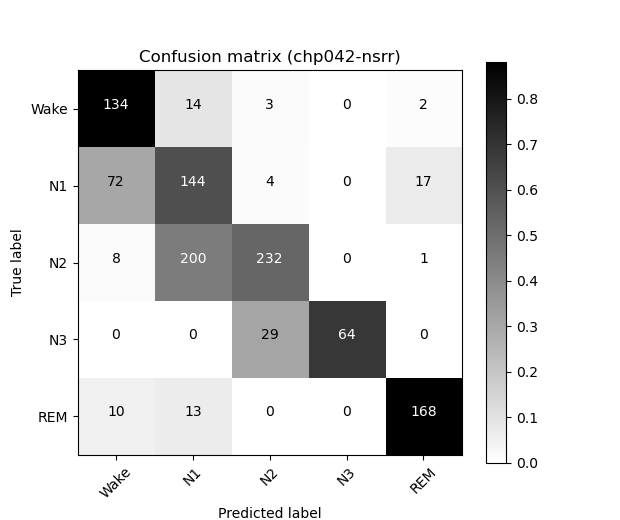 Confusion matrix (chp042-nsrr)
True label
Wake 134 14 3 0 2
N1 72 144 4 0 17
N2 8 200 232 0 1
N3 0 0 29 64 0
REM 10 13 0 0 168
Wake N1 N2 N3 REM
Predicted label
0.8
0.7
0.6
0.5
0.4
0.3
0.2
0.1
0.0